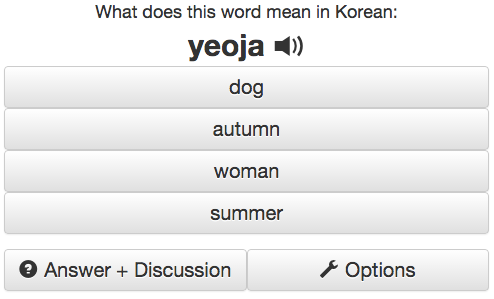 What does this word mean in Korean:
yeoja
dog
autumn
woman
summer
Answer + Discussion
Options